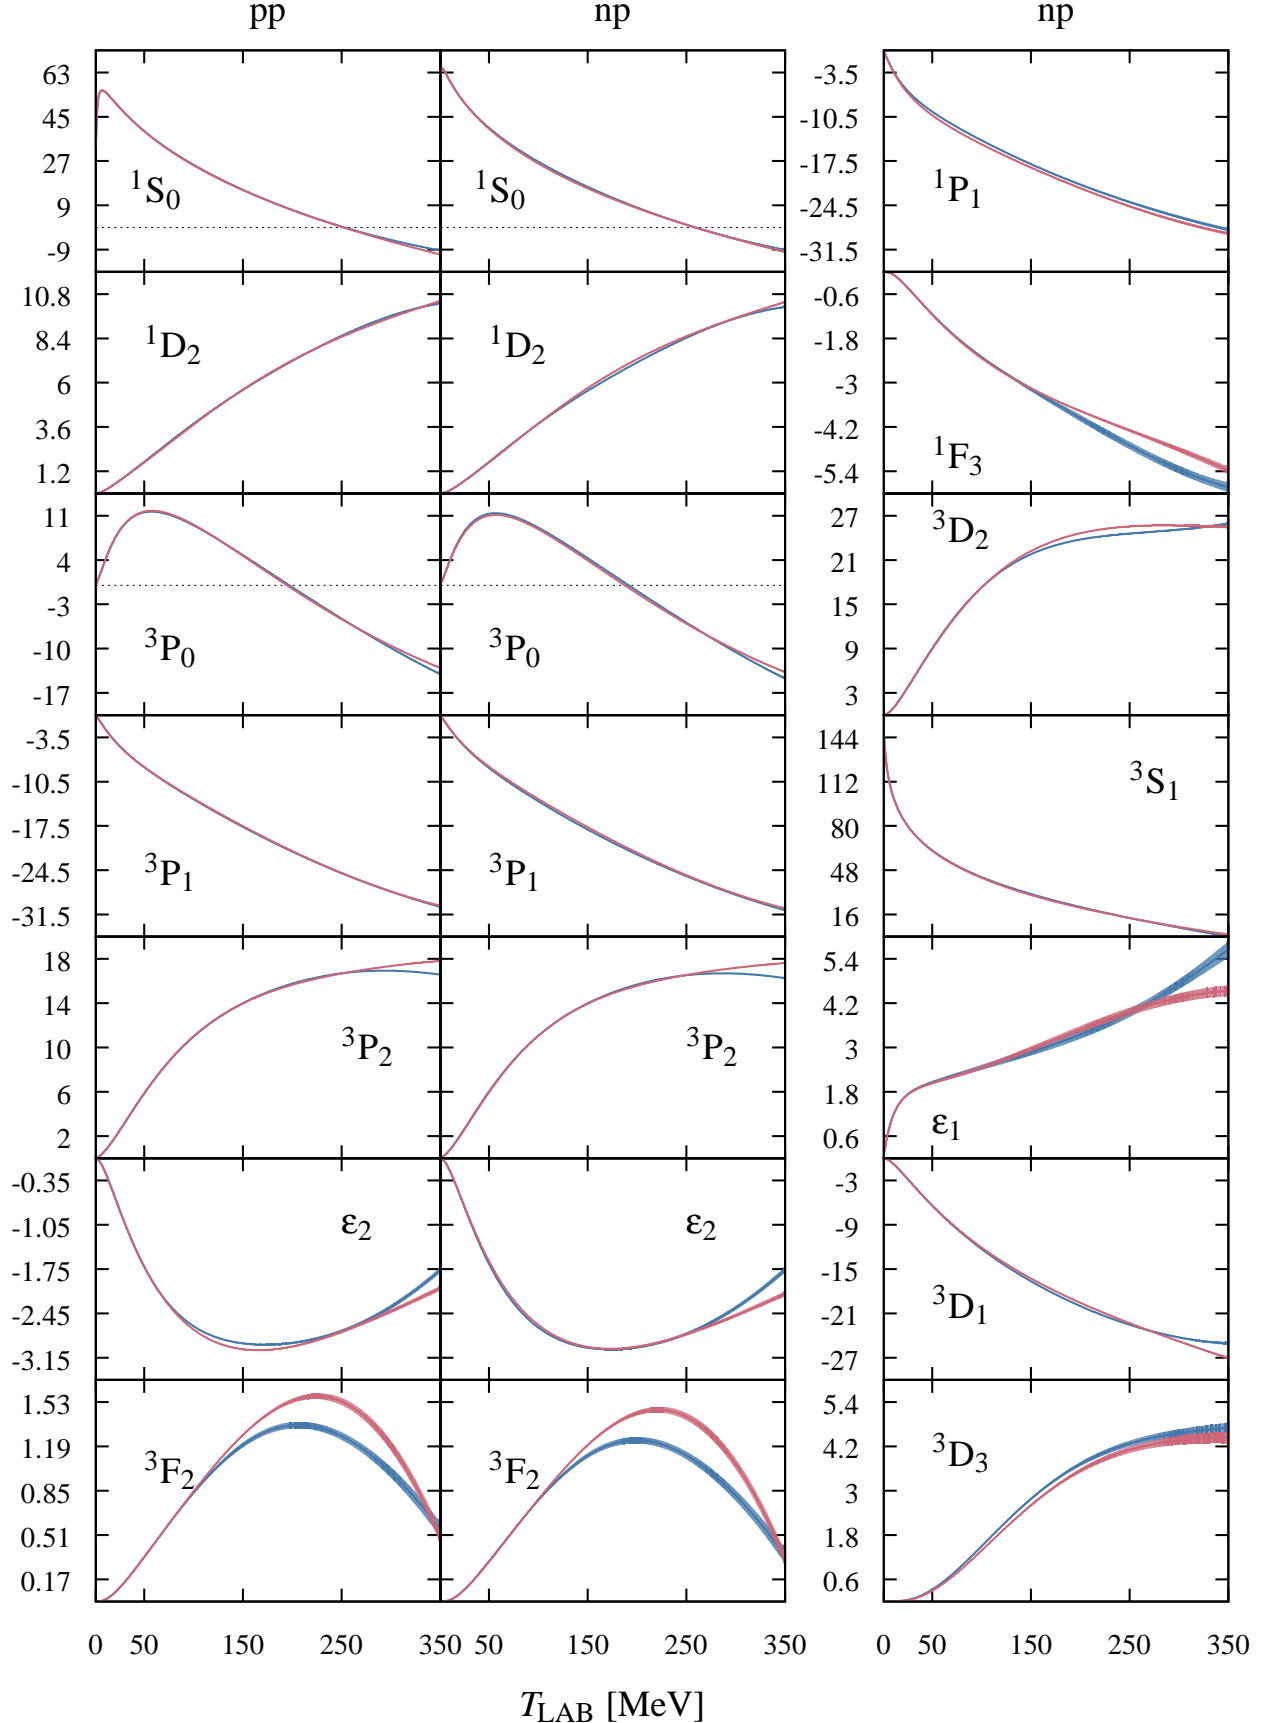 pp np np
63
45
27
9
-9
¹S₀
¹S₀
-3.5
-10.5
-17.5
-24.5
-31.5
¹P₁
10.8
8.4
6
3.6
1.2
¹D₂
¹D₂
-0.6
-1.8
-3
-4.2
-5.4
¹F₃
11
4
-3
-10
-17
³P₀
³P₀
27
21
15
9
3
³D₂
-3.5
-10.5
-17.5
-24.5
-31.5
³P₁
³P₁
144
112
80
48
16
³S₁
18
14
10
6
2
³P₂
³P₂
5.4
4.2
3
1.8
0.6
ε₁
-0.35
-1.05
-1.75
-2.45
-3.15
ε₂
ε₂
-3
-9
-15
-21
-27
³D₁
1.53
1.19
0.85
0.51
0.17
³F₂
³F₂
5.4
4.2
3
1.8
0.6
³D₃
0 50 150 250 350 50 150 250 350 0 50 150 250 350
T_LAB [MeV]